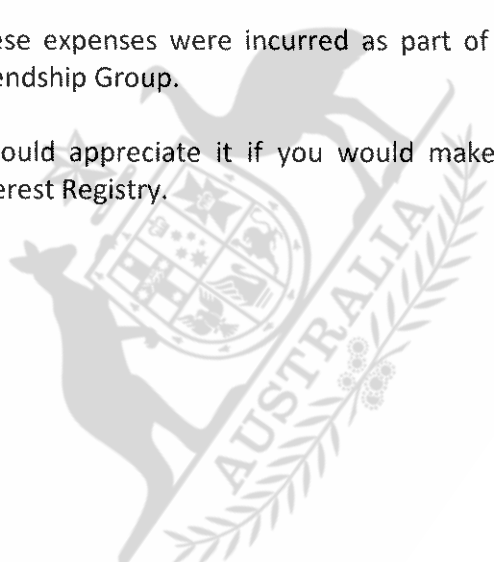 ese expenses were incurred as part of
endship Group.
ould appreciate it if you would make
erest Registry.
AUSTRALIA